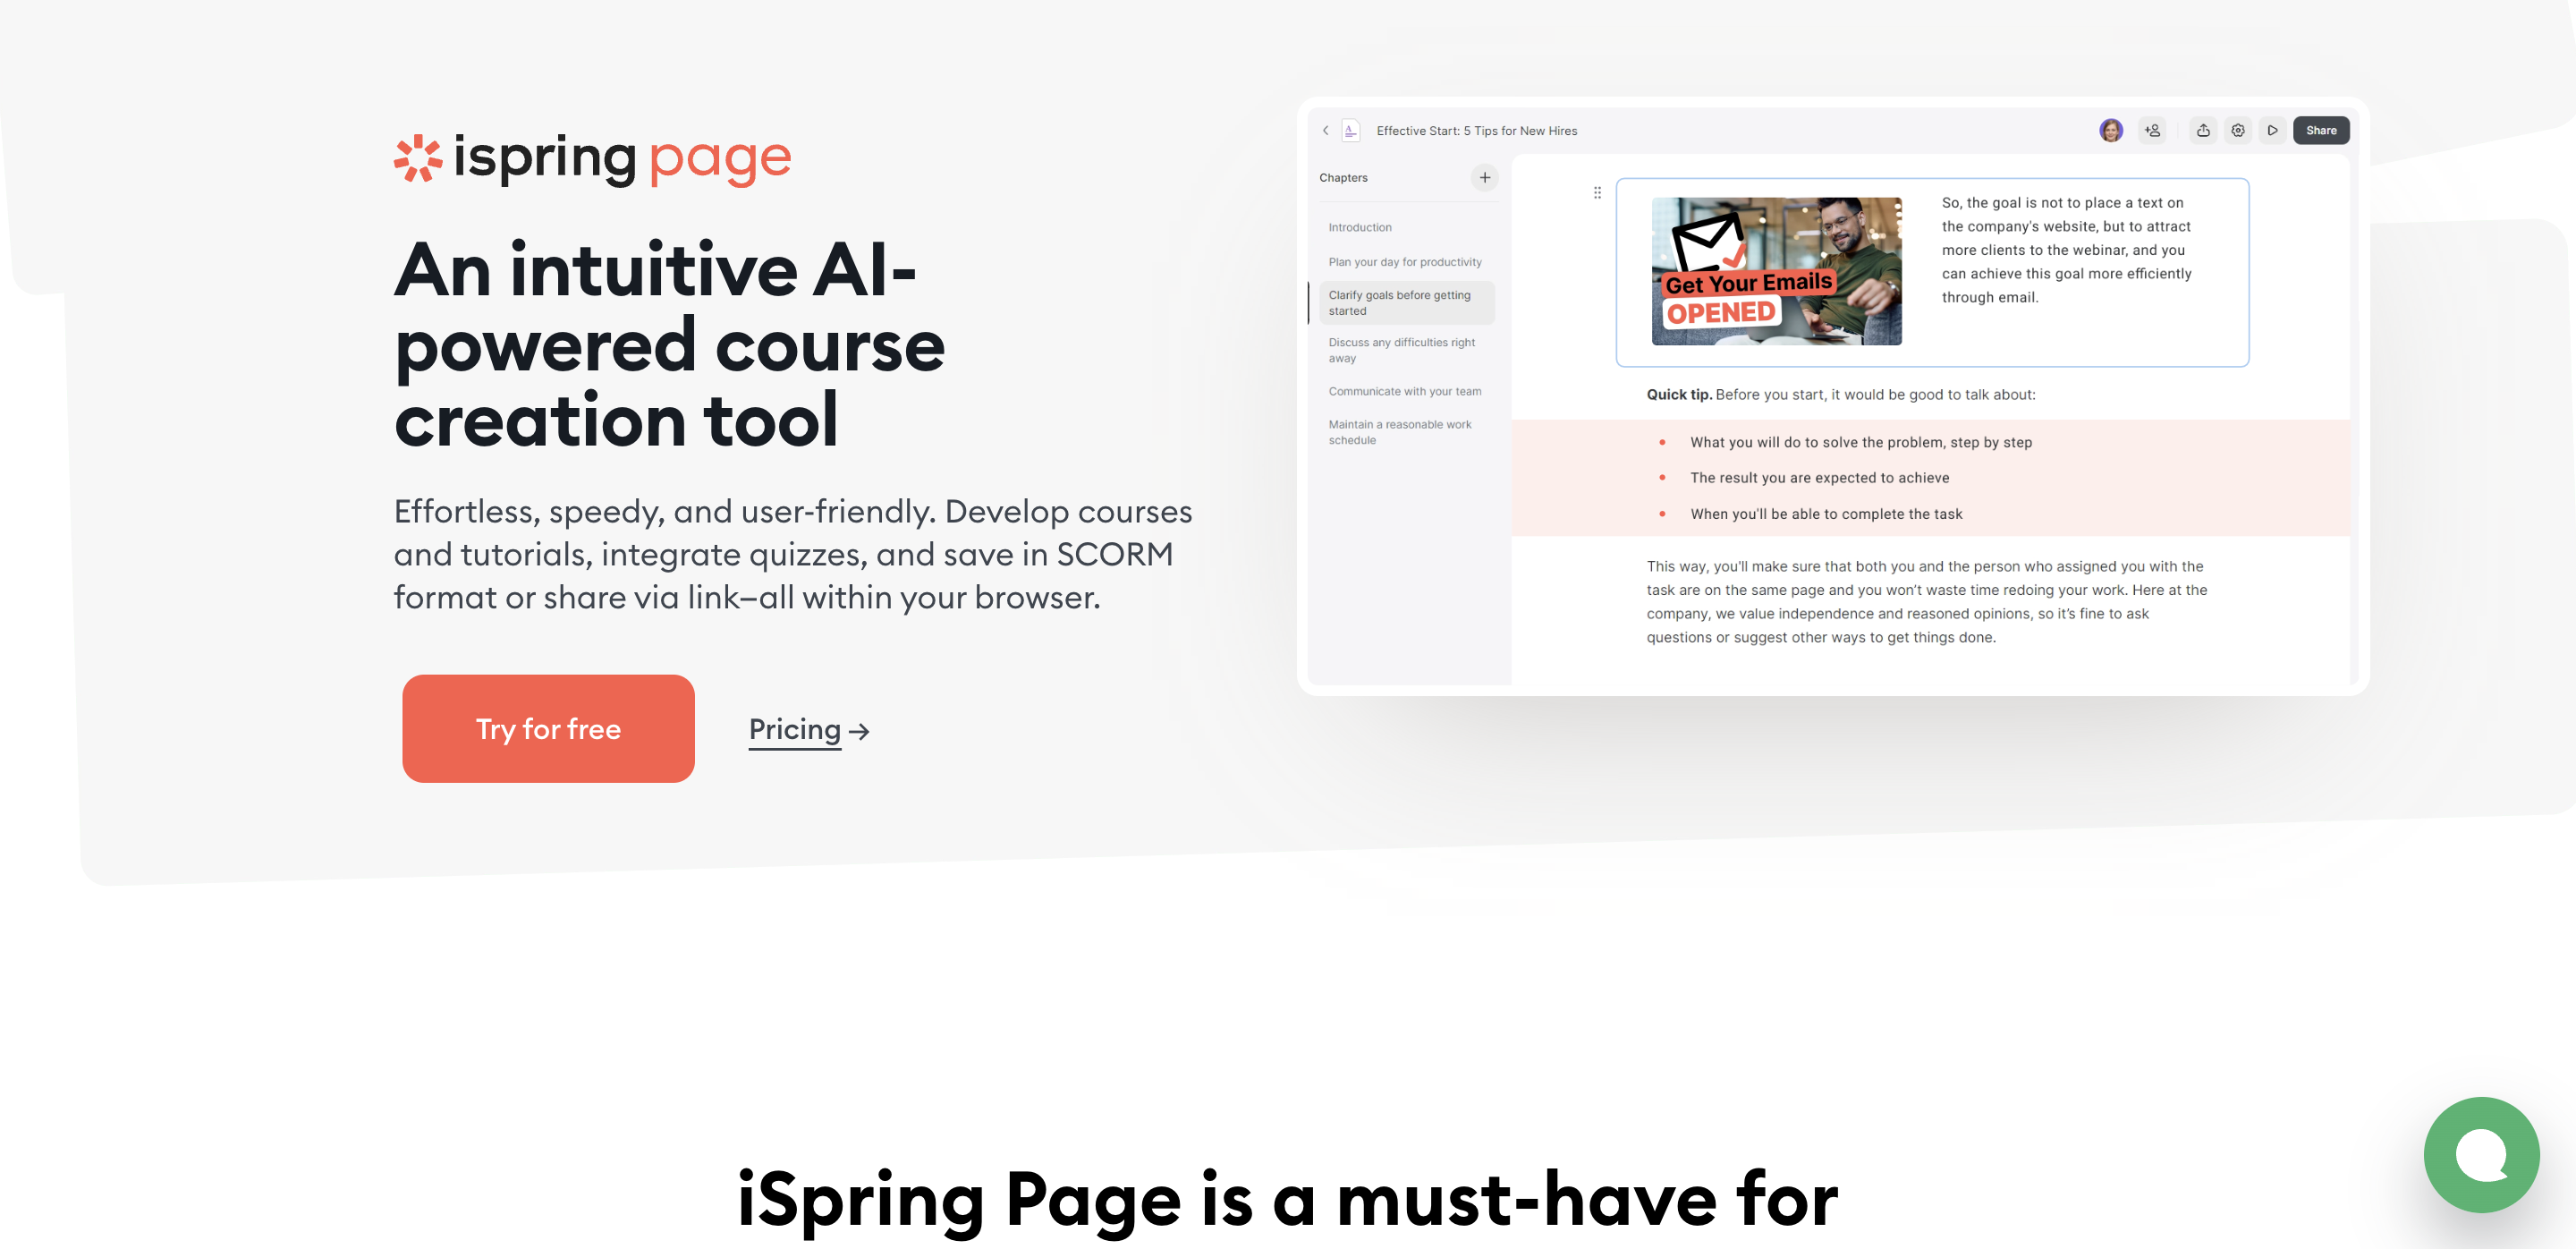 ispring page
An intuitive AI-
powered course
creation tool
Effortless, speedy, and user-friendly. Develop courses
and tutorials, integrate quizzes, and save in SCORM
format or share via link—all within your browser.
Try for free
Pricing →
Effective Start: 5 Tips for New Hires
Share
Chapters
Introduction
Plan your day for productivity
Clarify goals before getting
started
Discuss any difficulties right
away
Communicate with your team
Maintain a reasonable work
schedule
Get Your Emails
OPENED
So, the goal is not to place a text on
the company's website, but to attract
more clients to the webinar, and you
can achieve this goal more efficiently
through email.
Quick tip. Before you start, it would be good to talk about:
• What you will do to solve the problem, step by step
• The result you are expected to achieve
• When you'll be able to complete the task
This way, you'll make sure that both you and the person who assigned you with the
task are on the same page and you won’t waste time redoing your work. Here at the
company, we value independence and reasoned opinions, so it’s fine to ask
questions or suggest other ways to get things done.
iSpring Page is a must-have for